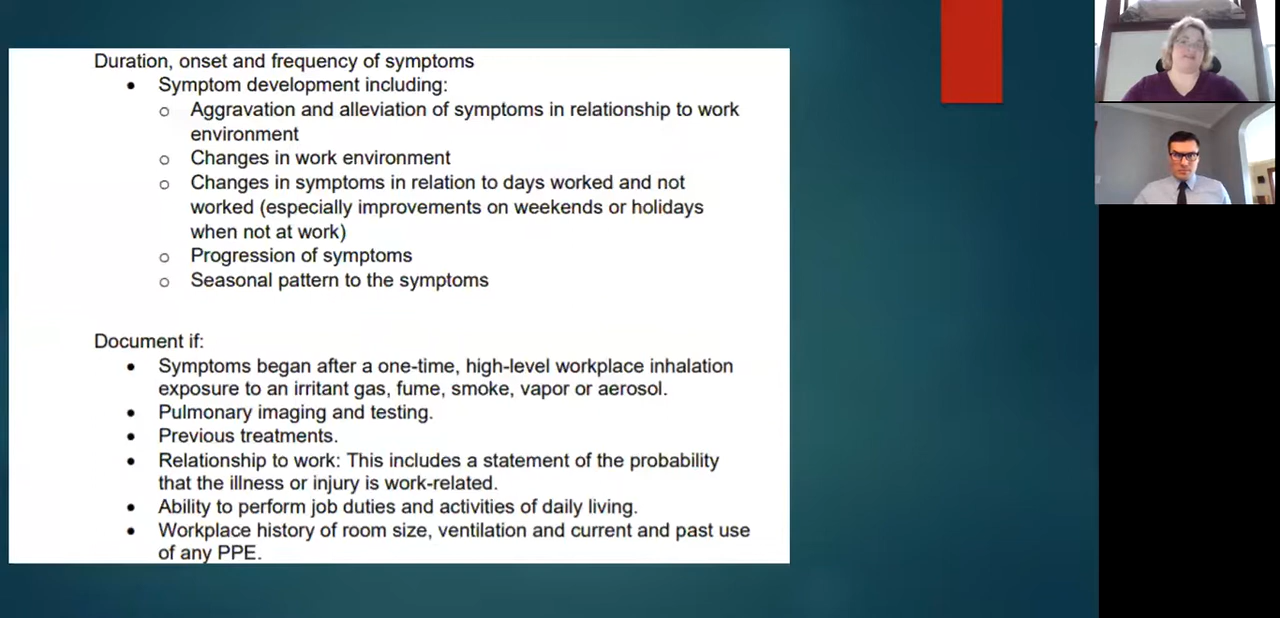 Duration, onset and frequency of symptoms
• Symptom development including:
o Aggravation and alleviation of symptoms in relationship to work
environment
o Changes in work environment
o Changes in symptoms in relation to days worked and not
worked (especially improvements on weekends or holidays
when not at work)
o Progression of symptoms
o Seasonal pattern to the symptoms
Document if:
• Symptoms began after a one-time, high-level workplace inhalation
exposure to an irritant gas, fume, smoke, vapor or aerosol.
• Pulmonary imaging and testing.
• Previous treatments.
• Relationship to work: This includes a statement of the probability
that the illness or injury is work-related.
• Ability to perform job duties and activities of daily living.
• Workplace history of room size, ventilation and current and past use
of any PPE.